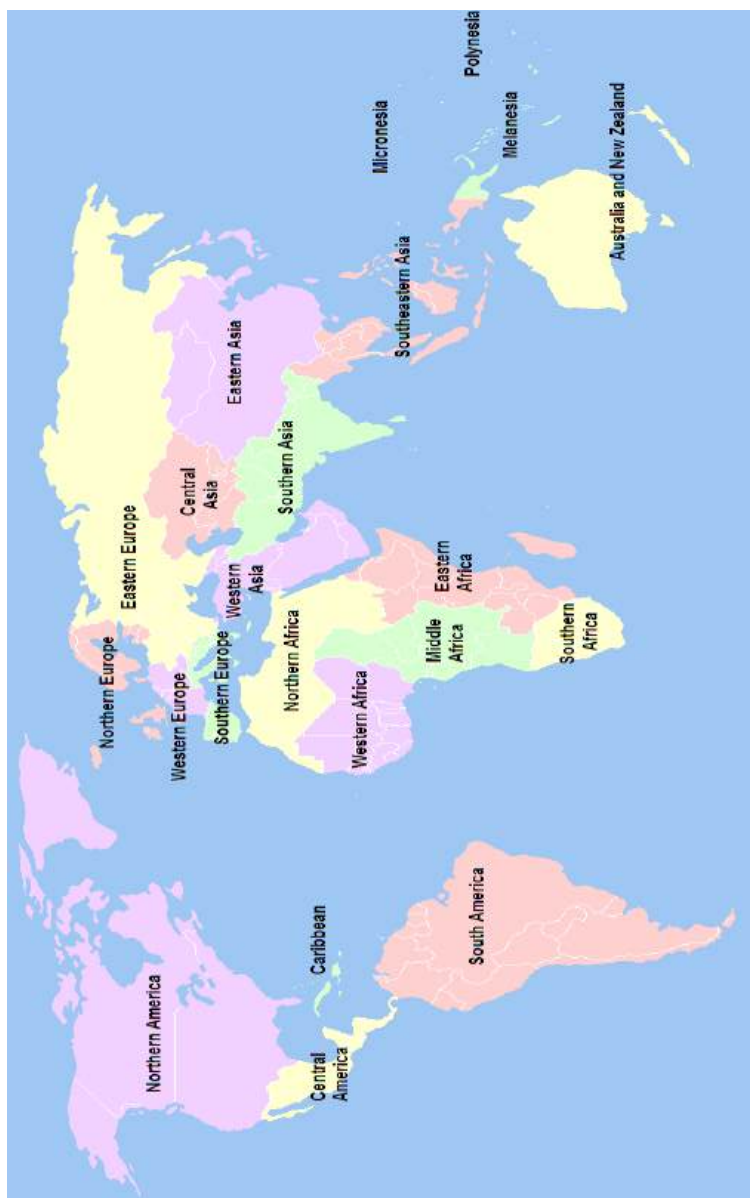 Northern America
Central
America
Caribbean
South America
Northern Europe
Western Europe
Southern Europe
Eastern Europe
Northern Africa
Western Africa
Middle
Africa
Eastern
Africa
Southern
Africa
Western
Asia
Central
Asia
Southern Asia
Eastern Asia
Southeastern Asia
Micronesia
Melanesia
Polynesia
Australia and New Zealand